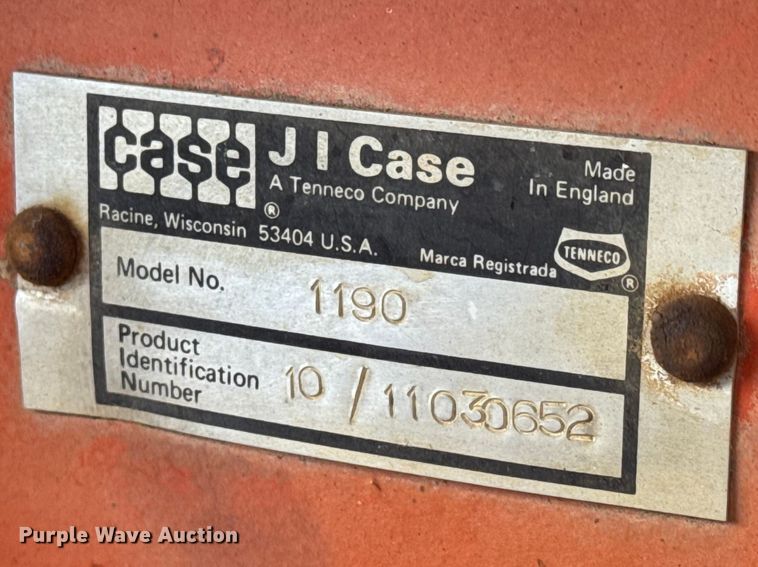 case J I Case
®
A Tenneco Company
Made
In England
Racine, Wisconsin 53404 U.S.A.
Marca Registrada TENNECO ®
Model No. 1190
Product
Identification
Number
10 / 11030652
Purple Wave Auction